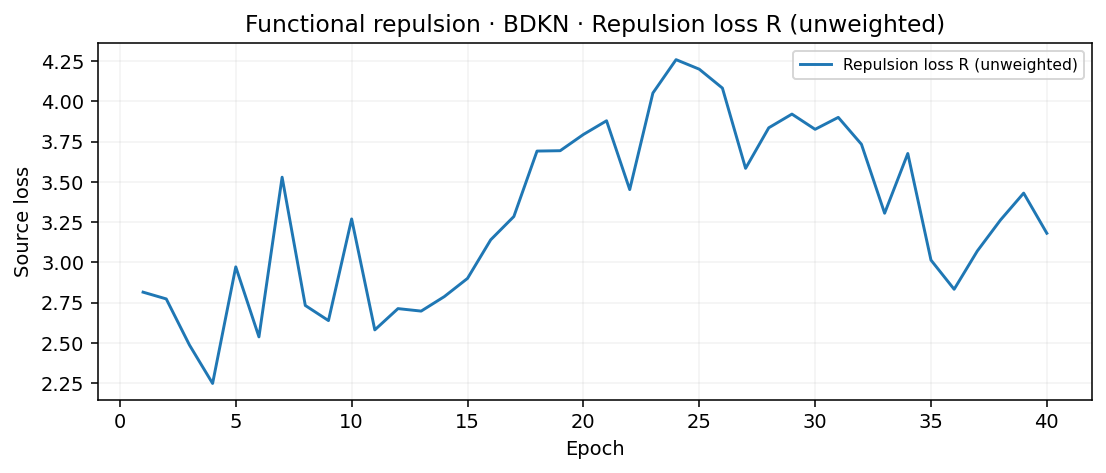 Functional repulsion · BDKN · Repulsion loss R (unweighted)
Repulsion loss R (unweighted)
Source loss
4.25
4.00
3.75
3.50
3.25
3.00
2.75
2.50
2.25
0 5 10 15 20 25 30 35 40
Epoch